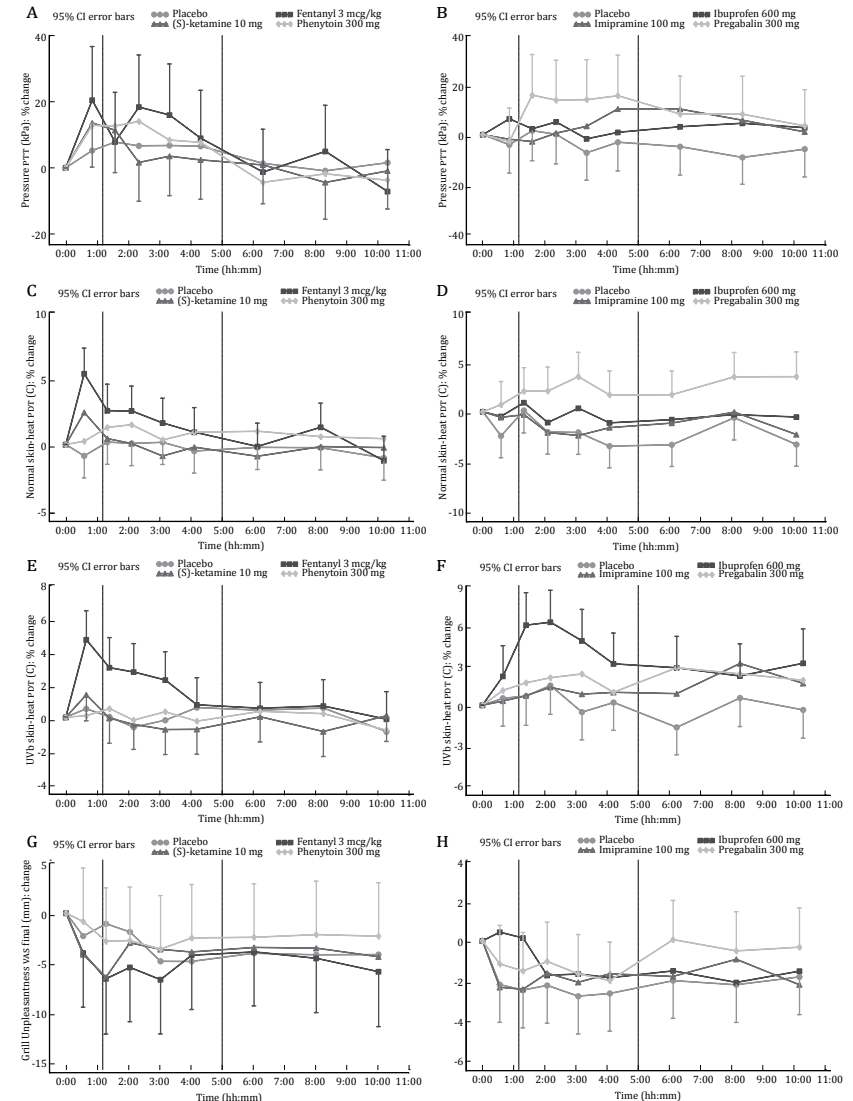 A
95% CI error bars
Placebo
Fentanyl 3 mcg/kg
(S)-ketamine 10 mg
Phenytoin 300 mg
Pressure PTT (kPa): % change
40
20
0
-20
0:00 1:00 2:00 3:00 4:00 5:00 6:00 7:00 8:00 9:00 10:00 11:00
Time (hh:mm)
B
95% CI error bars
Placebo
Ibuprofen 600 mg
Imipramine 100 mg
Pregabalin 300 mg
Pressure PTT (kPa): % change
40
20
0
-20
-40
0:00 1:00 2:00 3:00 4:00 5:00 6:00 7:00 8:00 9:00 10:00 11:00
Time (hh:mm)
C
95% CI error bars
Placebo
Fentanyl 3 mcg/kg
(S)-ketamine 10 mg
Phenytoin 300 mg
Normal skin-heat PDT (C): % change
10
5
0
-5
0:00 1:00 2:00 3:00 4:00 5:00 6:00 7:00 8:00 9:00 10:00 11:00
Time (hh:mm)
D
95% CI error bars
Placebo
Ibuprofen 600 mg
Imipramine 100 mg
Pregabalin 300 mg
Normal skin-heat PDT (C): % change
10
5
0
-5
-10
0:00 1:00 2:00 3:00 4:00 5:00 6:00 7:00 8:00 9:00 10:00 11:00
Time (hh:mm)
E
95% CI error bars
Placebo
Fentanyl 3 mcg/kg
(S)-ketamine 10 mg
Phenytoin 300 mg
UVb skin-heat PDT (C): % change
8
6
4
2
0
-2
-4
0:00 1:00 2:00 3:00 4:00 5:00 6:00 7:00 8:00 9:00 10:00 11:00
Time (hh:mm)
F
95% CI error bars
Placebo
Ibuprofen 600 mg
Imipramine 100 mg
Pregabalin 300 mg
UVb skin-heat PDT (C): % change
9
6
3
0
-3
-6
0:00 1:00 2:00 3:00 4:00 5:00 6:00 7:00 8:00 9:00 10:00 11:00
Time (hh:mm)
G
95% CI error bars
Placebo
Fentanyl 3 mcg/kg
(S)-ketamine 10 mg
Phenytoin 300 mg
Grill Unpleasantness VAS final (mm): change
5
0
-5
-10
-15
0:00 1:00 2:00 3:00 4:00 5:00 6:00 7:00 8:00 9:00 10:00 11:00
Time (hh:mm)
H
95% CI error bars
Placebo
Ibuprofen 600 mg
Imipramine 100 mg
Pregabalin 300 mg
4
2
0
-2
-4
-6
0:00 1:00 2:00 3:00 4:00 5:00 6:00 7:00 8:00 9:00 10:00 11:00
Time (hh:mm)